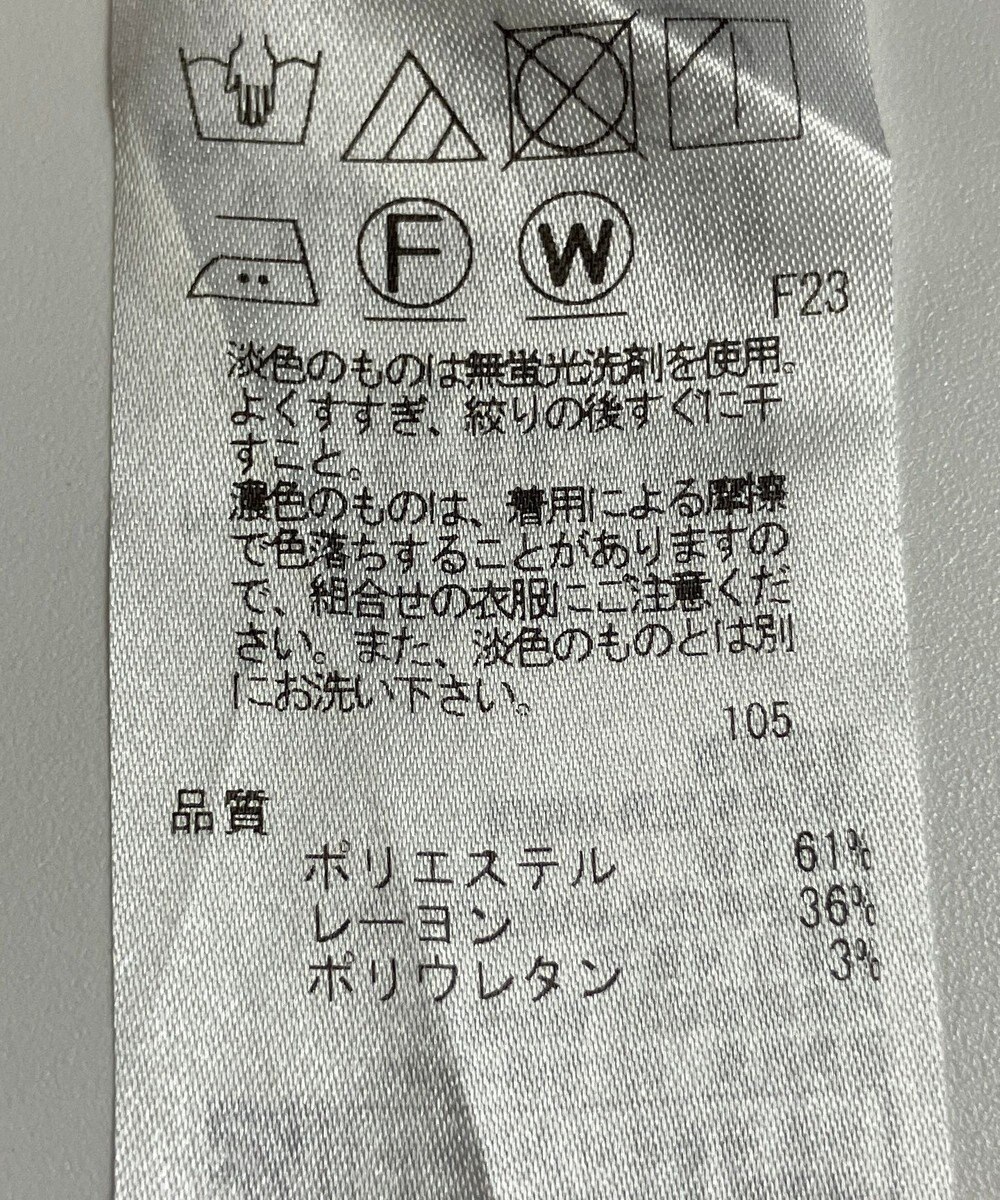 F
W
F23
淡色のものは無蛍光洗剤を使用。
よくすすぎ、絞りの後すぐに干
すこと。
濃色のものは、着用による摩擦
で色落ちすることがありますの
で、組合せの衣服にご注意くだ
さい。また、淡色のものとは別
にお洗い下さい。
105
品質
ポリエステル 61%
レーヨン 36%
ポリウレタン 3%